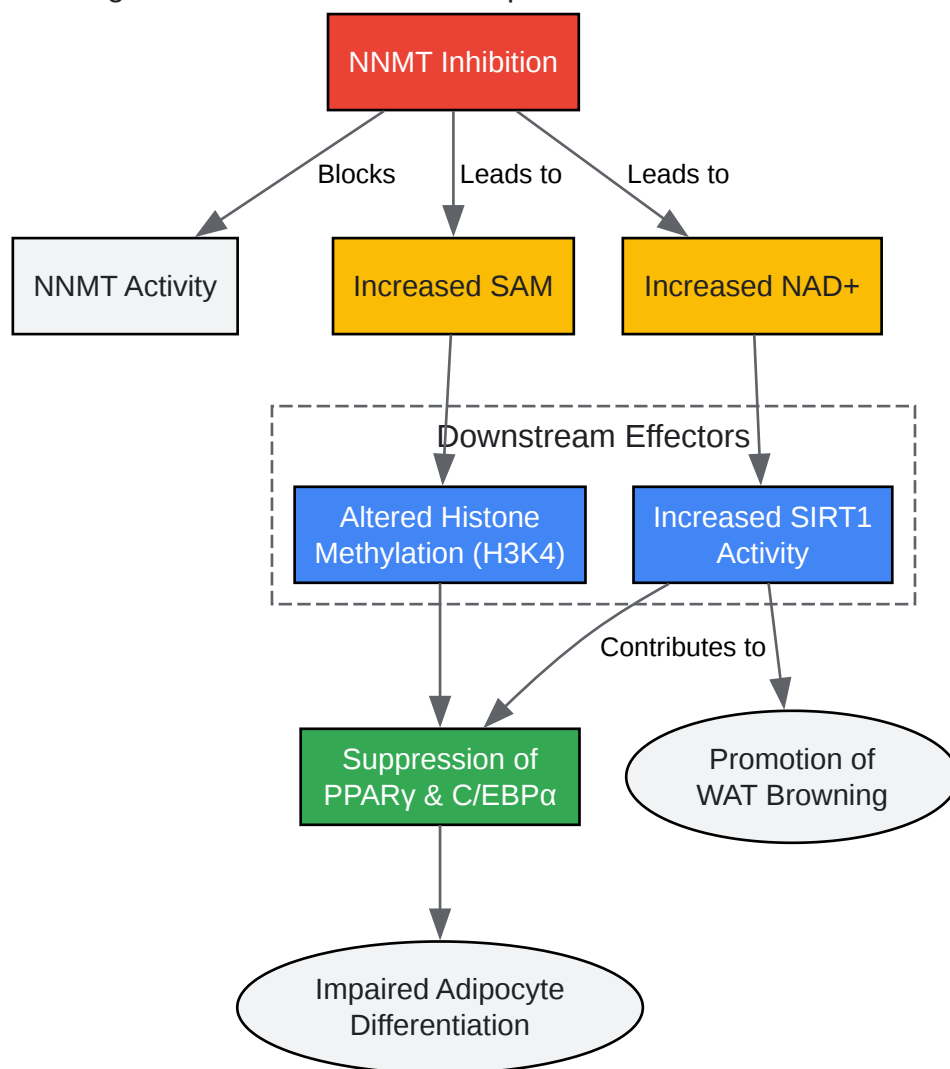 NNMT Inhibition
Blocks
Leads to
Leads to
NNMT Activity
Increased SAM
Increased NAD+
Downstream Effectors
Altered Histone
Methylation (H3K4)
Increased SIRT1
Activity
Contributes to
Suppression of
PPARγ & C/EBPα
Promotion of
WAT Browning
Impaired Adipocyte
Differentiation